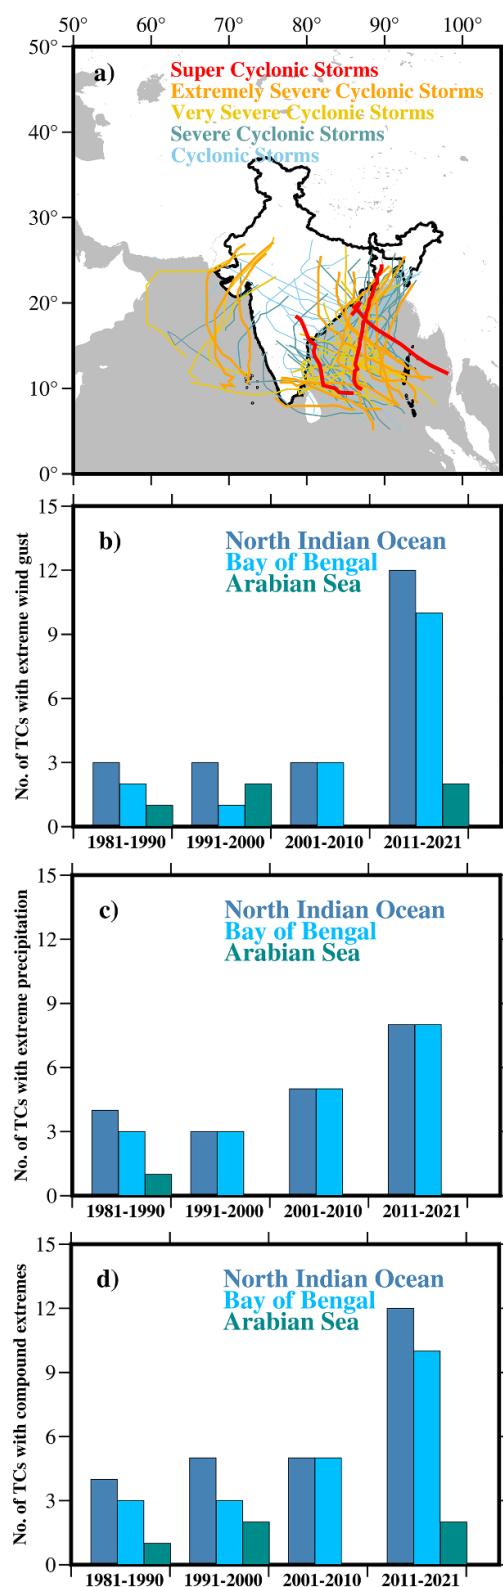 50° 60° 70° 80° 90° 100°
50°
a)
Super Cyclonic Storms
Extremely Severe Cyclonic Storms
Very Severe Cyclonic Storms
40°
Severe Cyclonic Storms
Cyclonic Storms
30°
20°
10°
0°
15
b)
North Indian Ocean
Bay of Bengal
Arabian Sea
12
9
6
3
0
No. of TCs with extreme wind gust
1981-1990 1991-2000 2001-2010 2011-2021
15
c)
North Indian Ocean
Bay of Bengal
Arabian Sea
12
9
6
3
0
No. of TCs with extreme precipitation
1981-1990 1991-2000 2001-2010 2011-2021
15
d)
North Indian Ocean
Bay of Bengal
Arabian Sea
12
9
6
3
0
No. of TCs with compound extremes
1981-1990 1991-2000 2001-2010 2011-2021